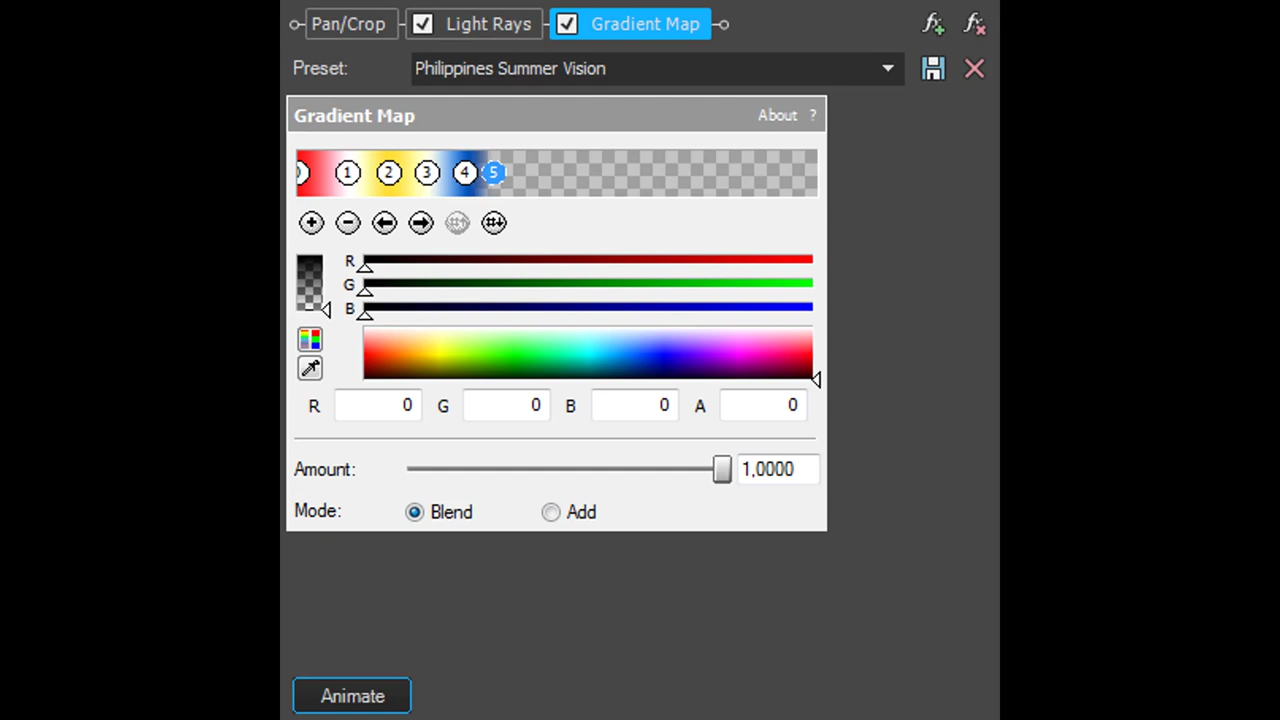 Pan/Crop Light Rays Gradient Map
Preset: Philippines Summer Vision
Gradient Map About ?
1 2 3 4 5
R
G
B
R 0 G 0 B 0 A 0
Amount: 1,0000
Mode: Blend Add
Animate